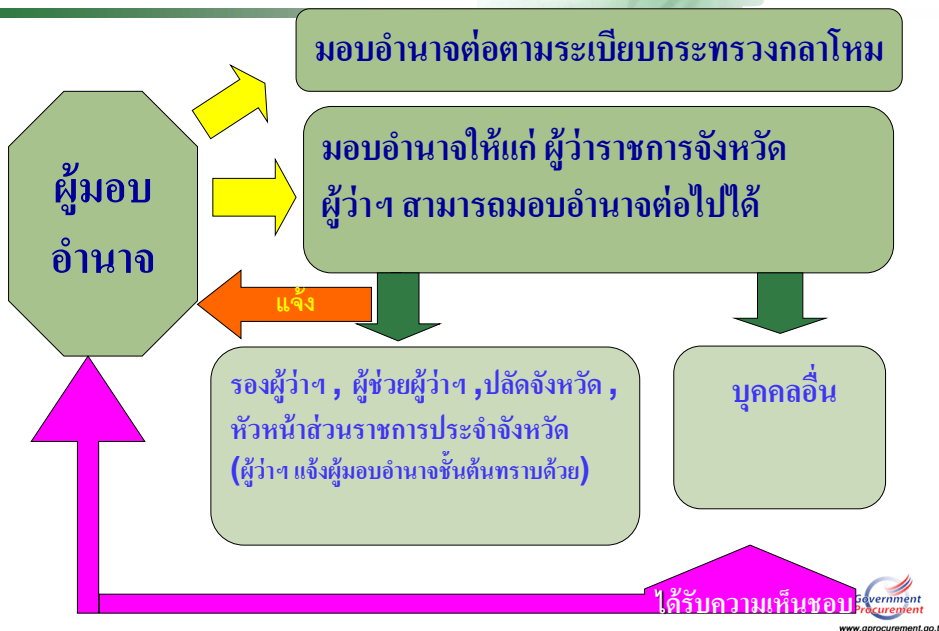 มอบอำนาจต่อตามระเบียบกระทรวงกลาโหม
ผู้มอบ
อำนาจ
มอบอำนาจให้แก่ ผู้ว่าราชการจังหวัด
ผู้ว่าฯ สามารถมอบอำนาจต่อไปได้
แจ้ง
รองผู้ว่าฯ , ผู้ช่วยผู้ว่าฯ ,ปลัดจังหวัด ,
หัวหน้าส่วนราชการประจำจังหวัด
(ผู้ว่าฯ แจ้งผู้มอบอำนาจชั้นต้นทราบด้วย)
บุคคลอื่น
ได้รับความเห็นชอบ
Government
Procurement
www.gprocurement.go.t